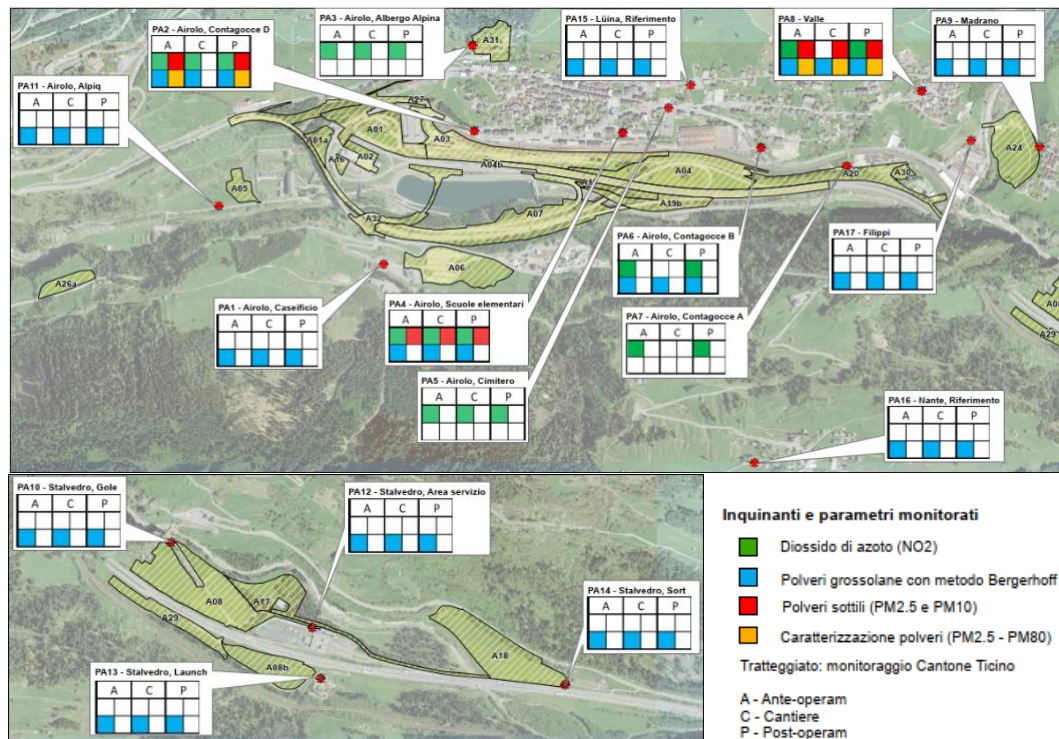 PA2 - Airolo, Contagocce D
A C P
PA3 - Airolo, Albergo Alpina
A C P
PA15 - Lüina, Riferimento
A C P
PA8 - Valle
A C P
PA9 - Madrano
A C P
PA11 - Airolo, Alpiq
A C P
A31
A27
A01
A01a
A03
A16
A02
A04b
A04
A05
A07
A19b
A20
A30
A24
A32
A06
A26a
PA6 - Airolo, Contagocce B
A C P
PA17 - Filippi
A C P
PA1 - Airolo, Caseificio
A C P
PA4 - Airolo, Scuole elementari
A C P
PA7 - Airolo, Contagocce A
A C P
A29
PA5 - Airolo, Cimitero
A C P
PA16 - Nante, Riferimento
A C P
PA10 - Stalvedro, Gole
A C P
PA12 - Stalvedro, Area servizio
A C P
PA14 - Stalvedro, Sort
A C P
A08
A17
A29
A08b
A18
PA13 - Stalvedro, Launch
A C P
Inquinanti e parametri monitorati
Diossido di azoto (NO2)
Polveri grossolane con metodo Bergerhoff
Polveri sottili (PM2.5 e PM10)
Caratterizzazione polveri (PM2.5 - PM80)
Tratteggiato: monitoraggio Cantone Ticino
A - Ante-operam
C - Cantiere
P - Post-operam